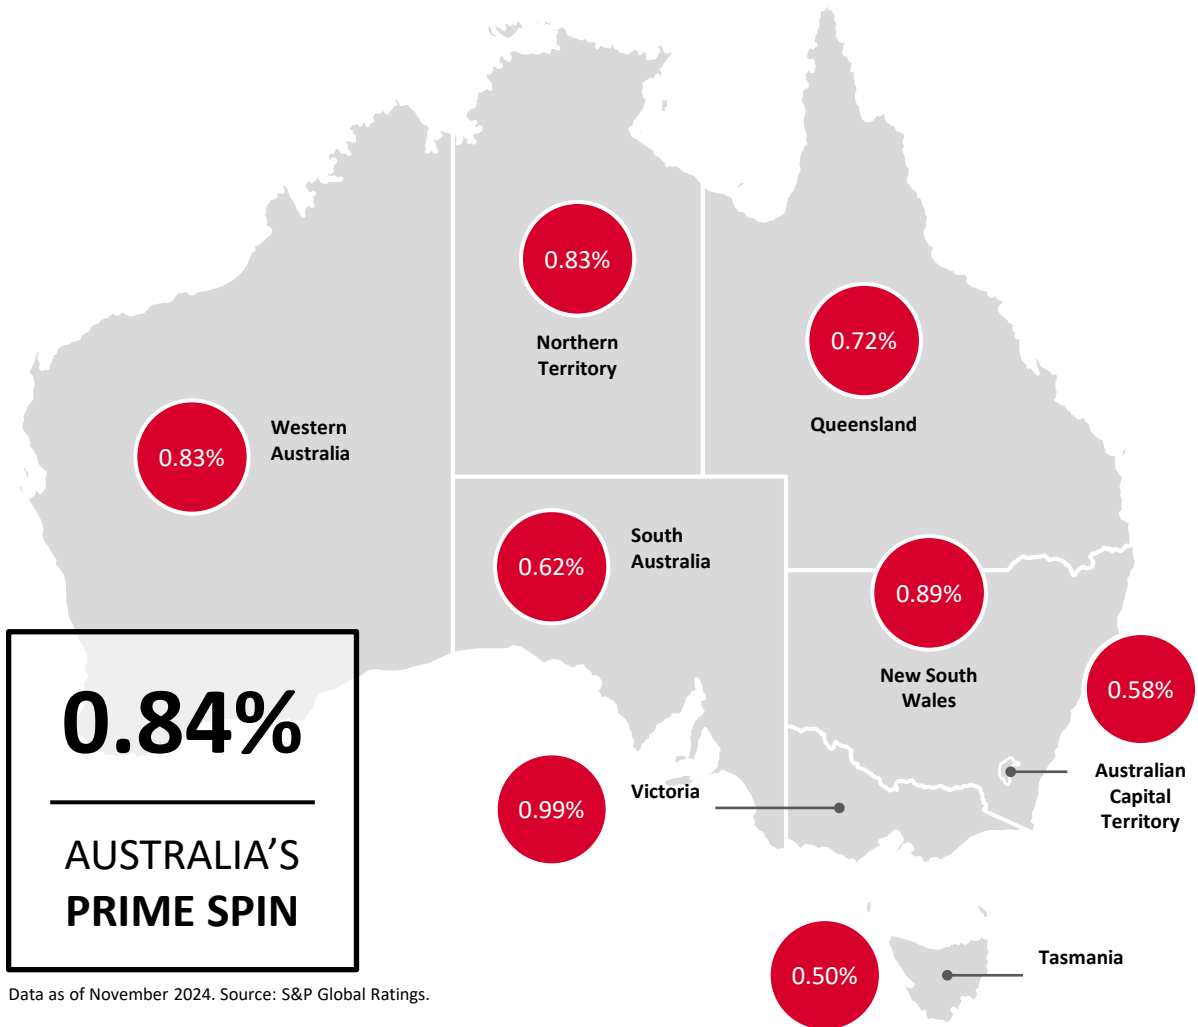 0.83%
Northern
Territory
0.72%
Queensland
0.83%
Western
Australia
0.62%
South
Australia
0.89%
New South
Wales
0.58%
Australian
Capital
Territory
0.99%
Victoria
0.50%
Tasmania
0.84%
AUSTRALIA’S
PRIME SPIN
Data as of November 2024. Source: S&P Global Ratings.